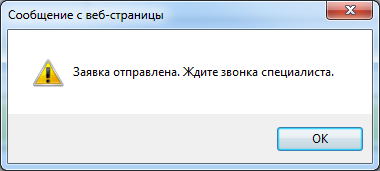 Сообщение с веб-страницы
Заявка отправлена. Ждите звонка специалиста.
OK